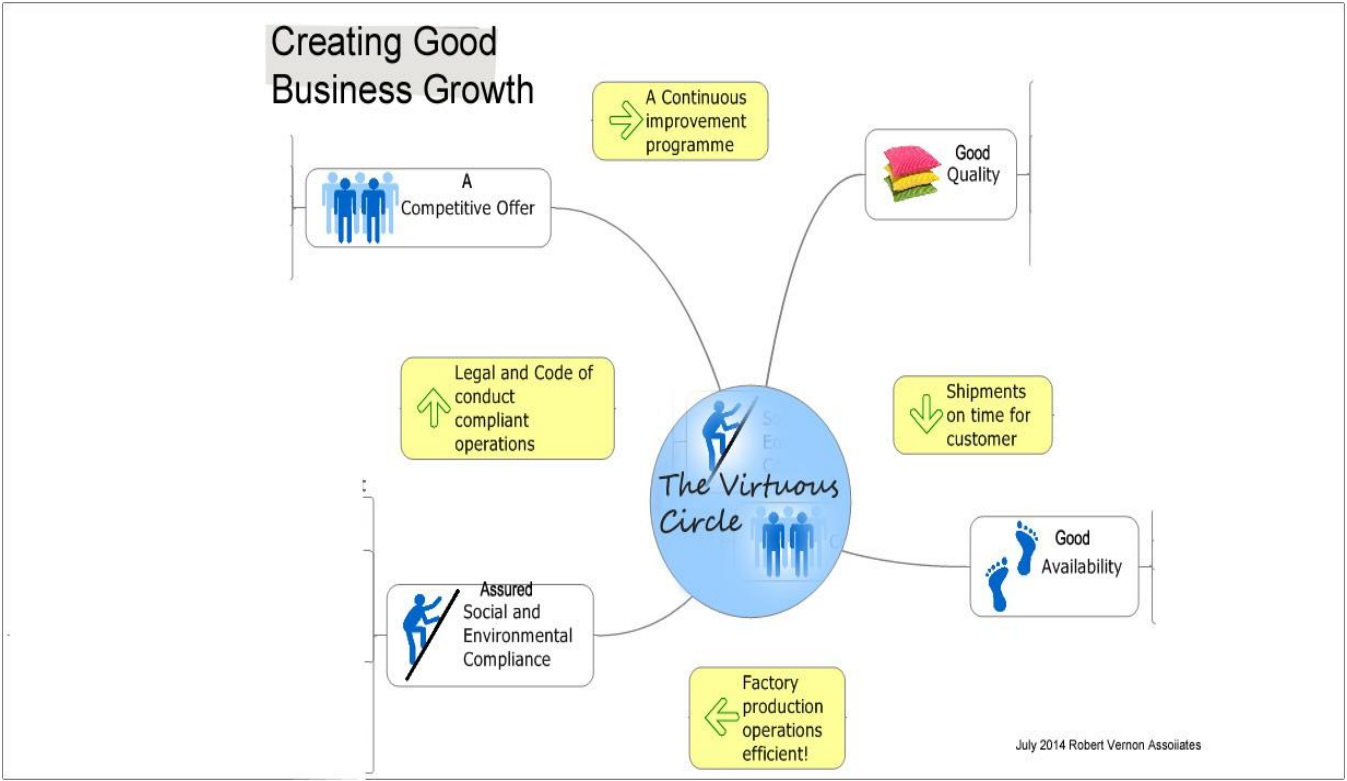 Creating Good
Business Growth
A Continuous
improvement
programme
Good
Quality
A
Competitive Offer
Legal and Code of
conduct
compliant
operations
Shipments
on time for
customer
The Virtuous
Circle
Good
Availability
Assured
Social and
Environmental
Compliance
Factory
production
operations
efficient!
July 2014 Robert Vernon Assoiiates